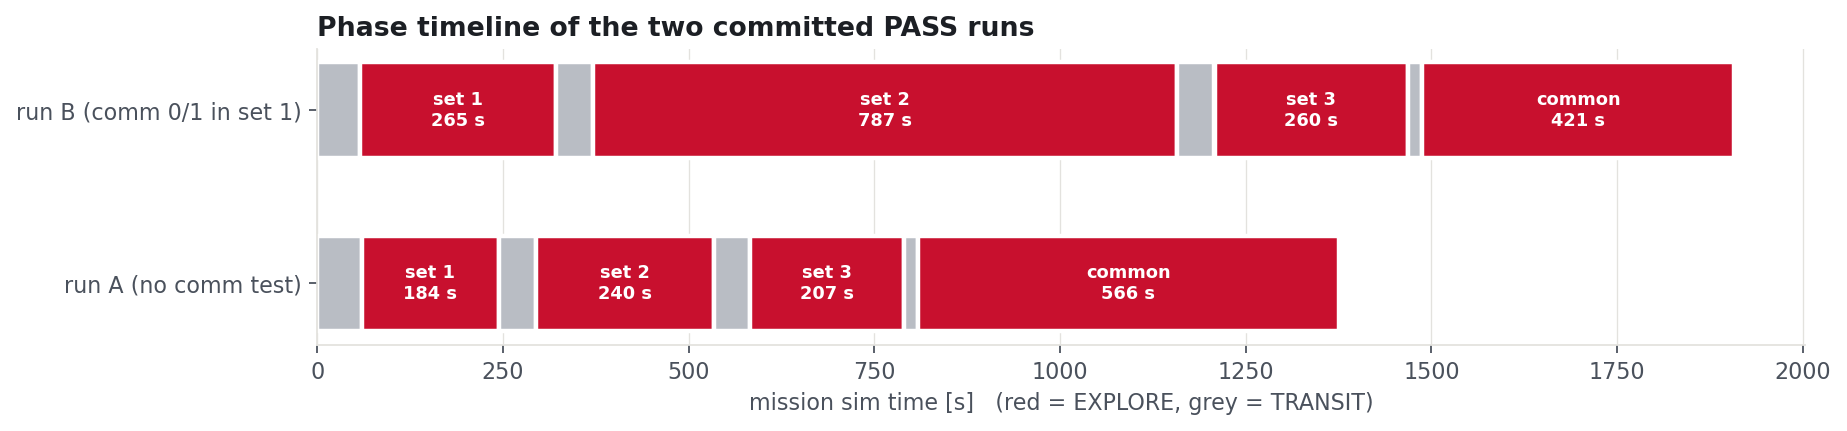 Phase timeline of the two committed PASS runs
run B (comm 0/1 in set 1)
set 1
265 s
set 2
787 s
set 3
260 s
common
421 s
run A (no comm test)
set 1
184 s
set 2
240 s
set 3
207 s
common
566 s
0 250 500 750 1000 1250 1500 1750 2000
mission sim time [s]   (red = EXPLORE, grey = TRANSIT)